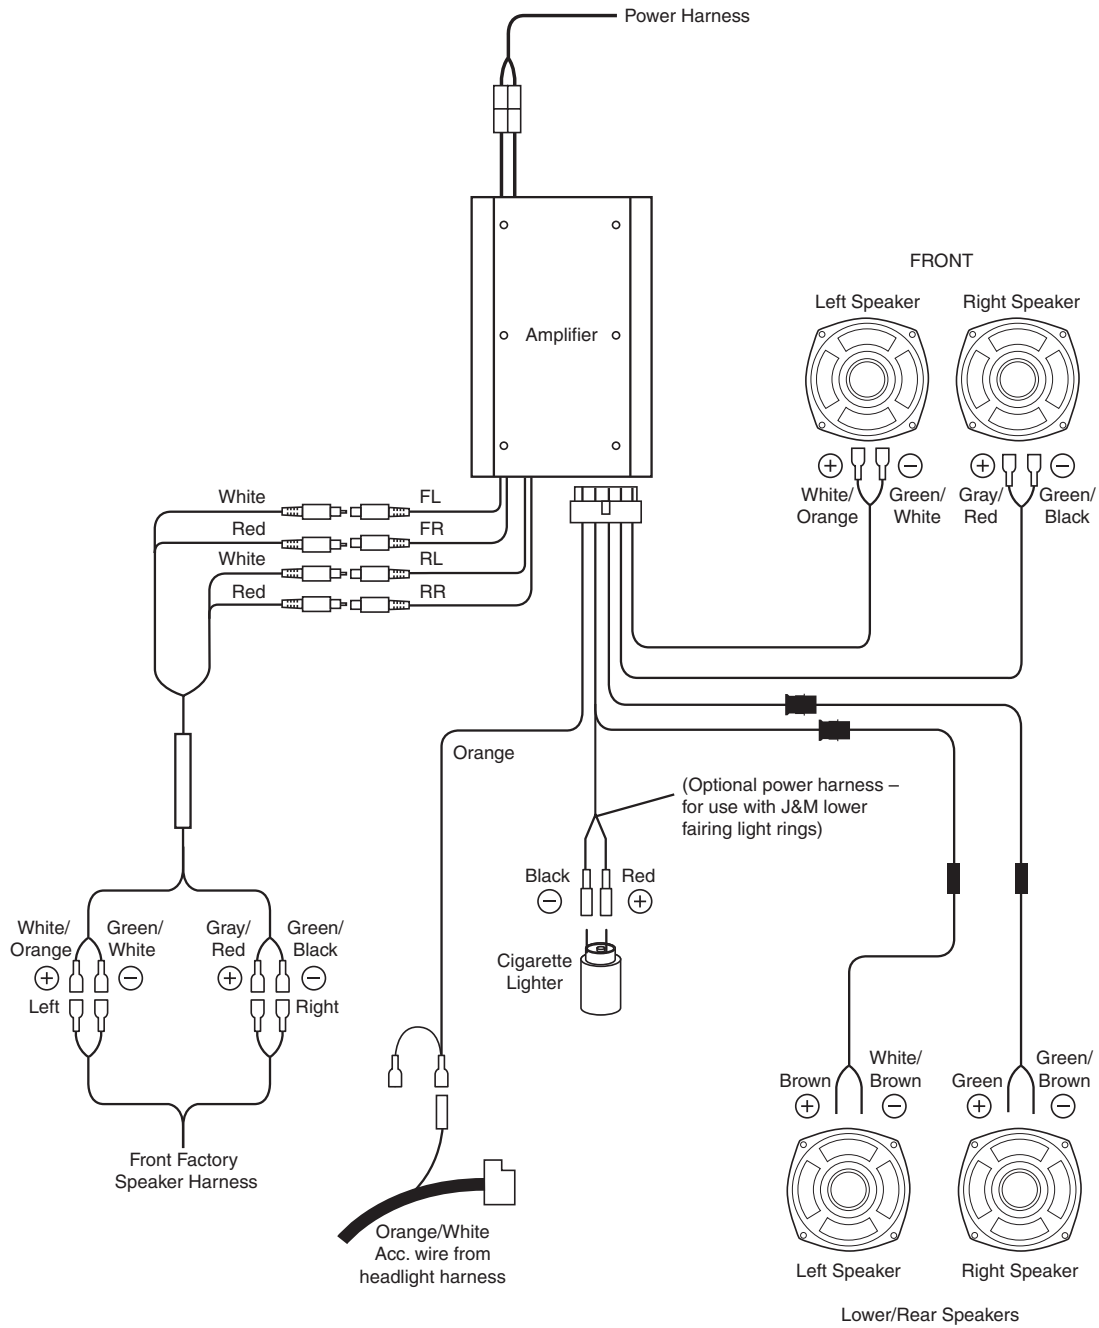 Power Harness
FRONT
Left Speaker
Right Speaker
Amplifier
+
−
+
−
White/
Orange
Green/
White
Gray/
Red
Green/
Black
White
FL
Red
FR
White
RL
Red
RR
Orange
(Optional power harness –
for use with J&M lower
fairing light rings)
Black
−
Red
+
Cigarette
Lighter
White/
Orange
Green/
White
Gray/
Red
Green/
Black
+
−
+
−
Left
Right
Front Factory
Speaker Harness
Orange/White
Acc. wire from
headlight harness
Brown
+
White/
Brown
−
Green
+
Green/
Brown
−
Left Speaker
Right Speaker
Lower/Rear Speakers